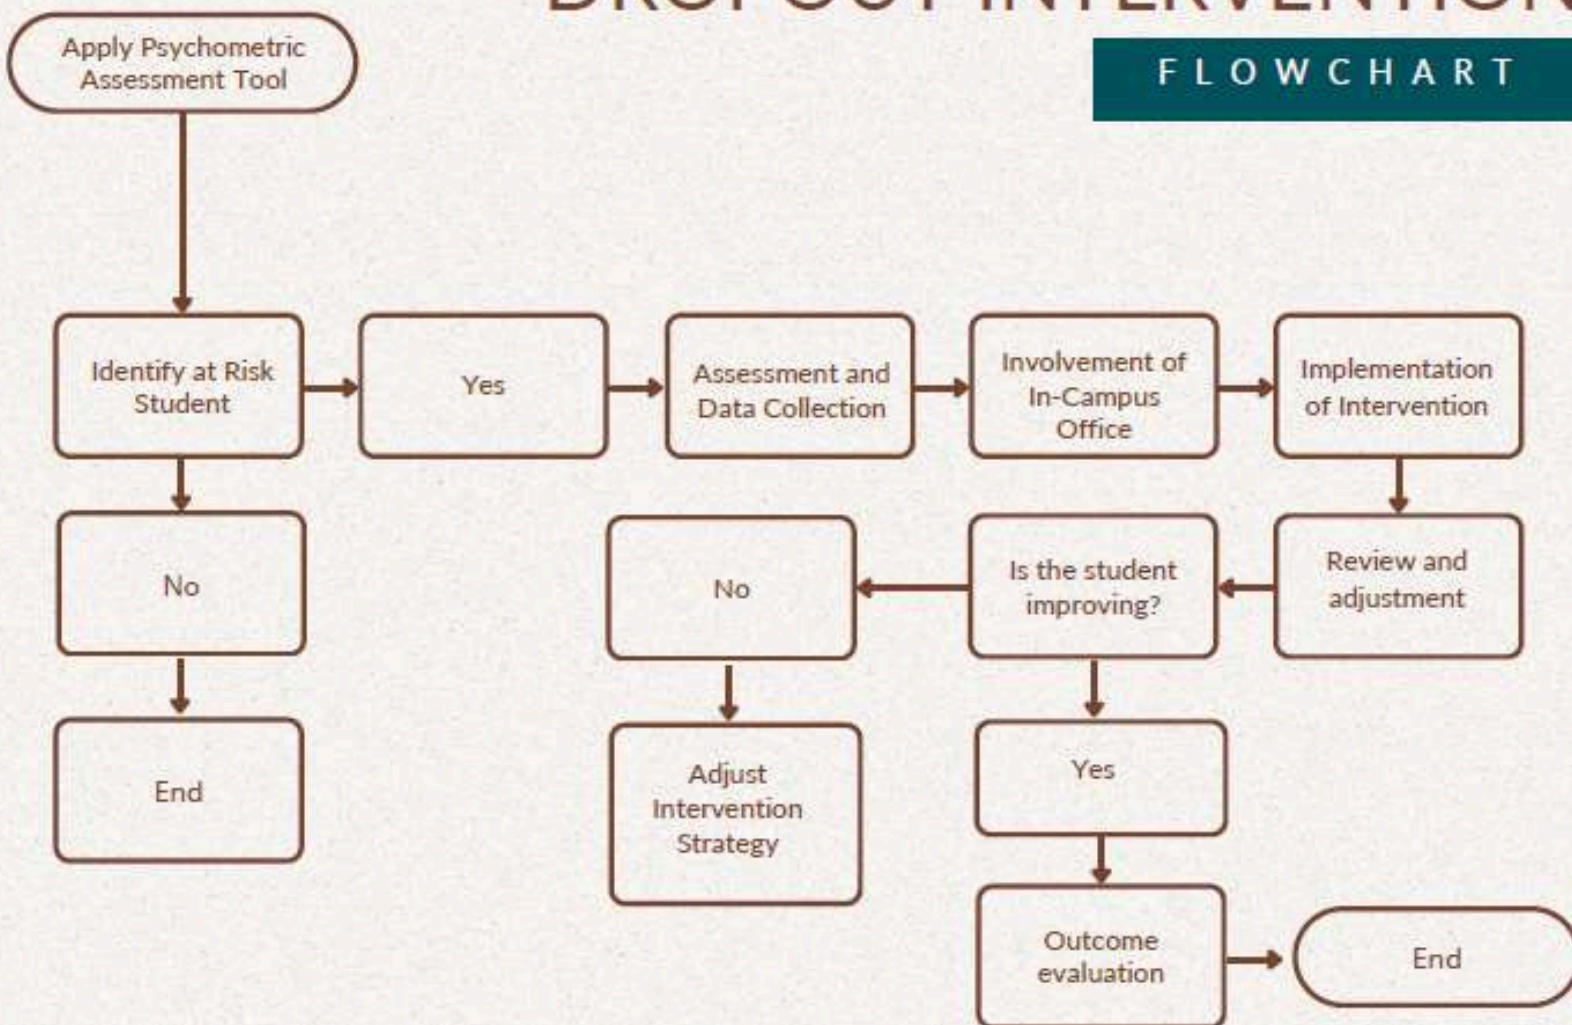 DROPOUT INTERVENTION
FLOWCHART
Apply Psychometric
Assessment Tool
Identify at Risk
Student
Yes
Assessment and
Data Collection
Involvement of
In-Campus
Office
Implementation
of Intervention
No
No
Is the student
improving?
Review and
adjustment
End
Adjust
Intervention
Strategy
Yes
Outcome
evaluation
End